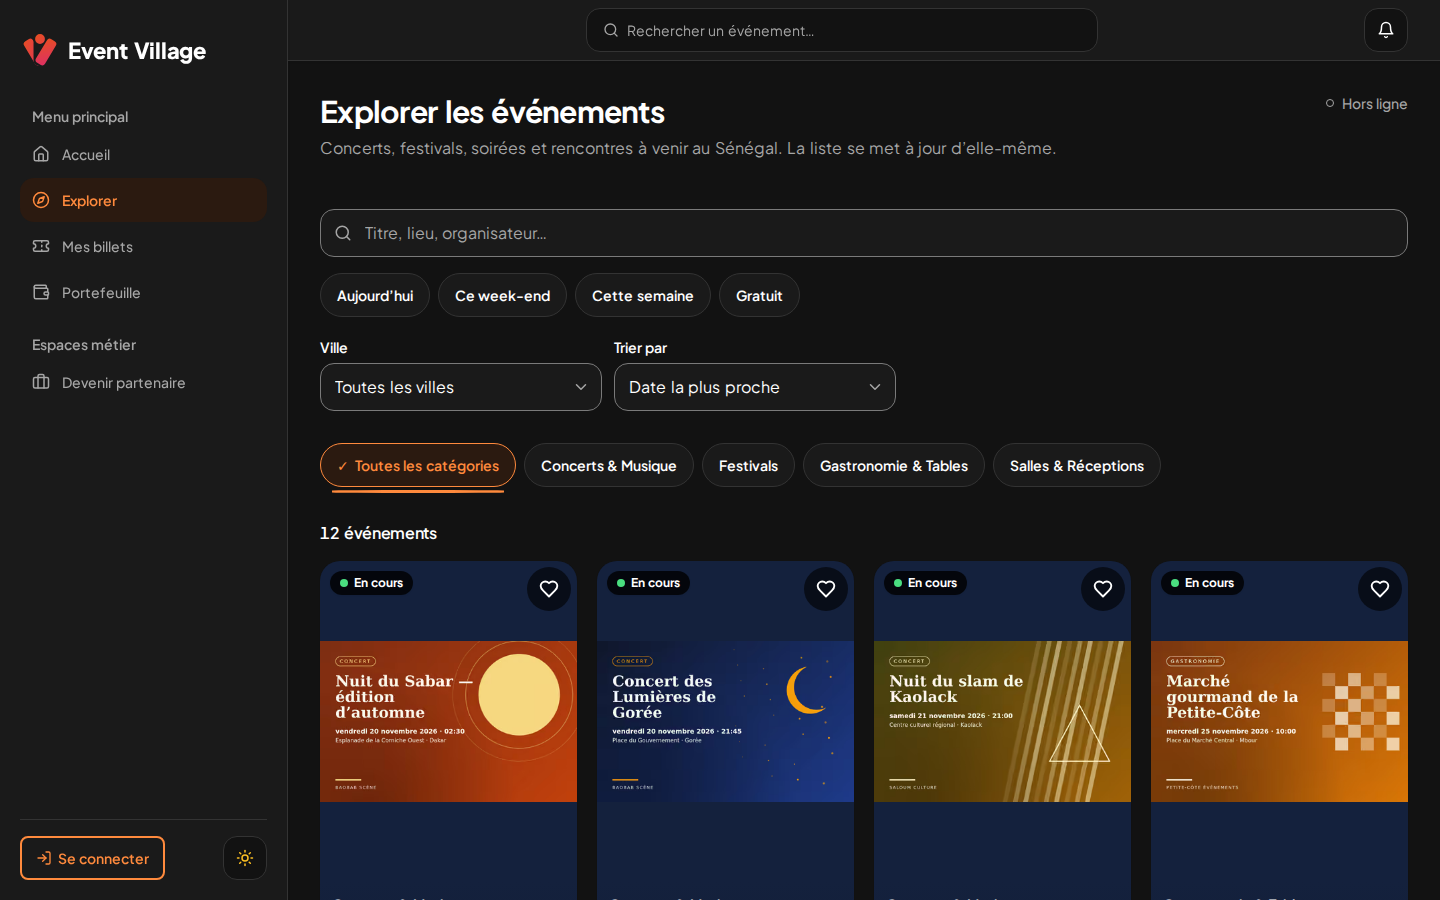 Event Village
Rechercher un événement…
Menu principal
Accueil
Explorer
Mes billets
Portefeuille
Espaces métier
Devenir partenaire
Se connecter
Explorer les événements
Hors ligne
Concerts, festivals, soirées et rencontres à venir au Sénégal. La liste se met à jour d’elle-même.
Titre, lieu, organisateur…
Aujourd’hui
Ce week-end
Cette semaine
Gratuit
Ville
Trier par
Toutes les villes
Date la plus proche
✓ Toutes les catégories
Concerts & Musique
Festivals
Gastronomie & Tables
Salles & Réceptions
12 événements
En cours
CONCERT
Nuit du Sabar —
édition
d’automne
vendredi 20 novembre 2026 · 02:30
Esplanade de la Corniche Ouest · Dakar
BAOBAB SCÈNE
En cours
CONCERT
Concert des
Lumières de
Gorée
vendredi 20 novembre 2026 · 21:45
Place du Gouvernement · Gorée
BAOBAB SCÈNE
En cours
CONCERT
Nuit du slam de
Kaolack
samedi 21 novembre 2026 · 21:00
Centre culturel régional · Kaolack
SALOUM CULTURE
En cours
GASTRONOMIE
Marché
gourmand de la
Petite-Côte
mercredi 25 novembre 2026 · 10:00
Place du Marché Central · Mbour
PETITE-CÔTE ÉVÉNEMENTS